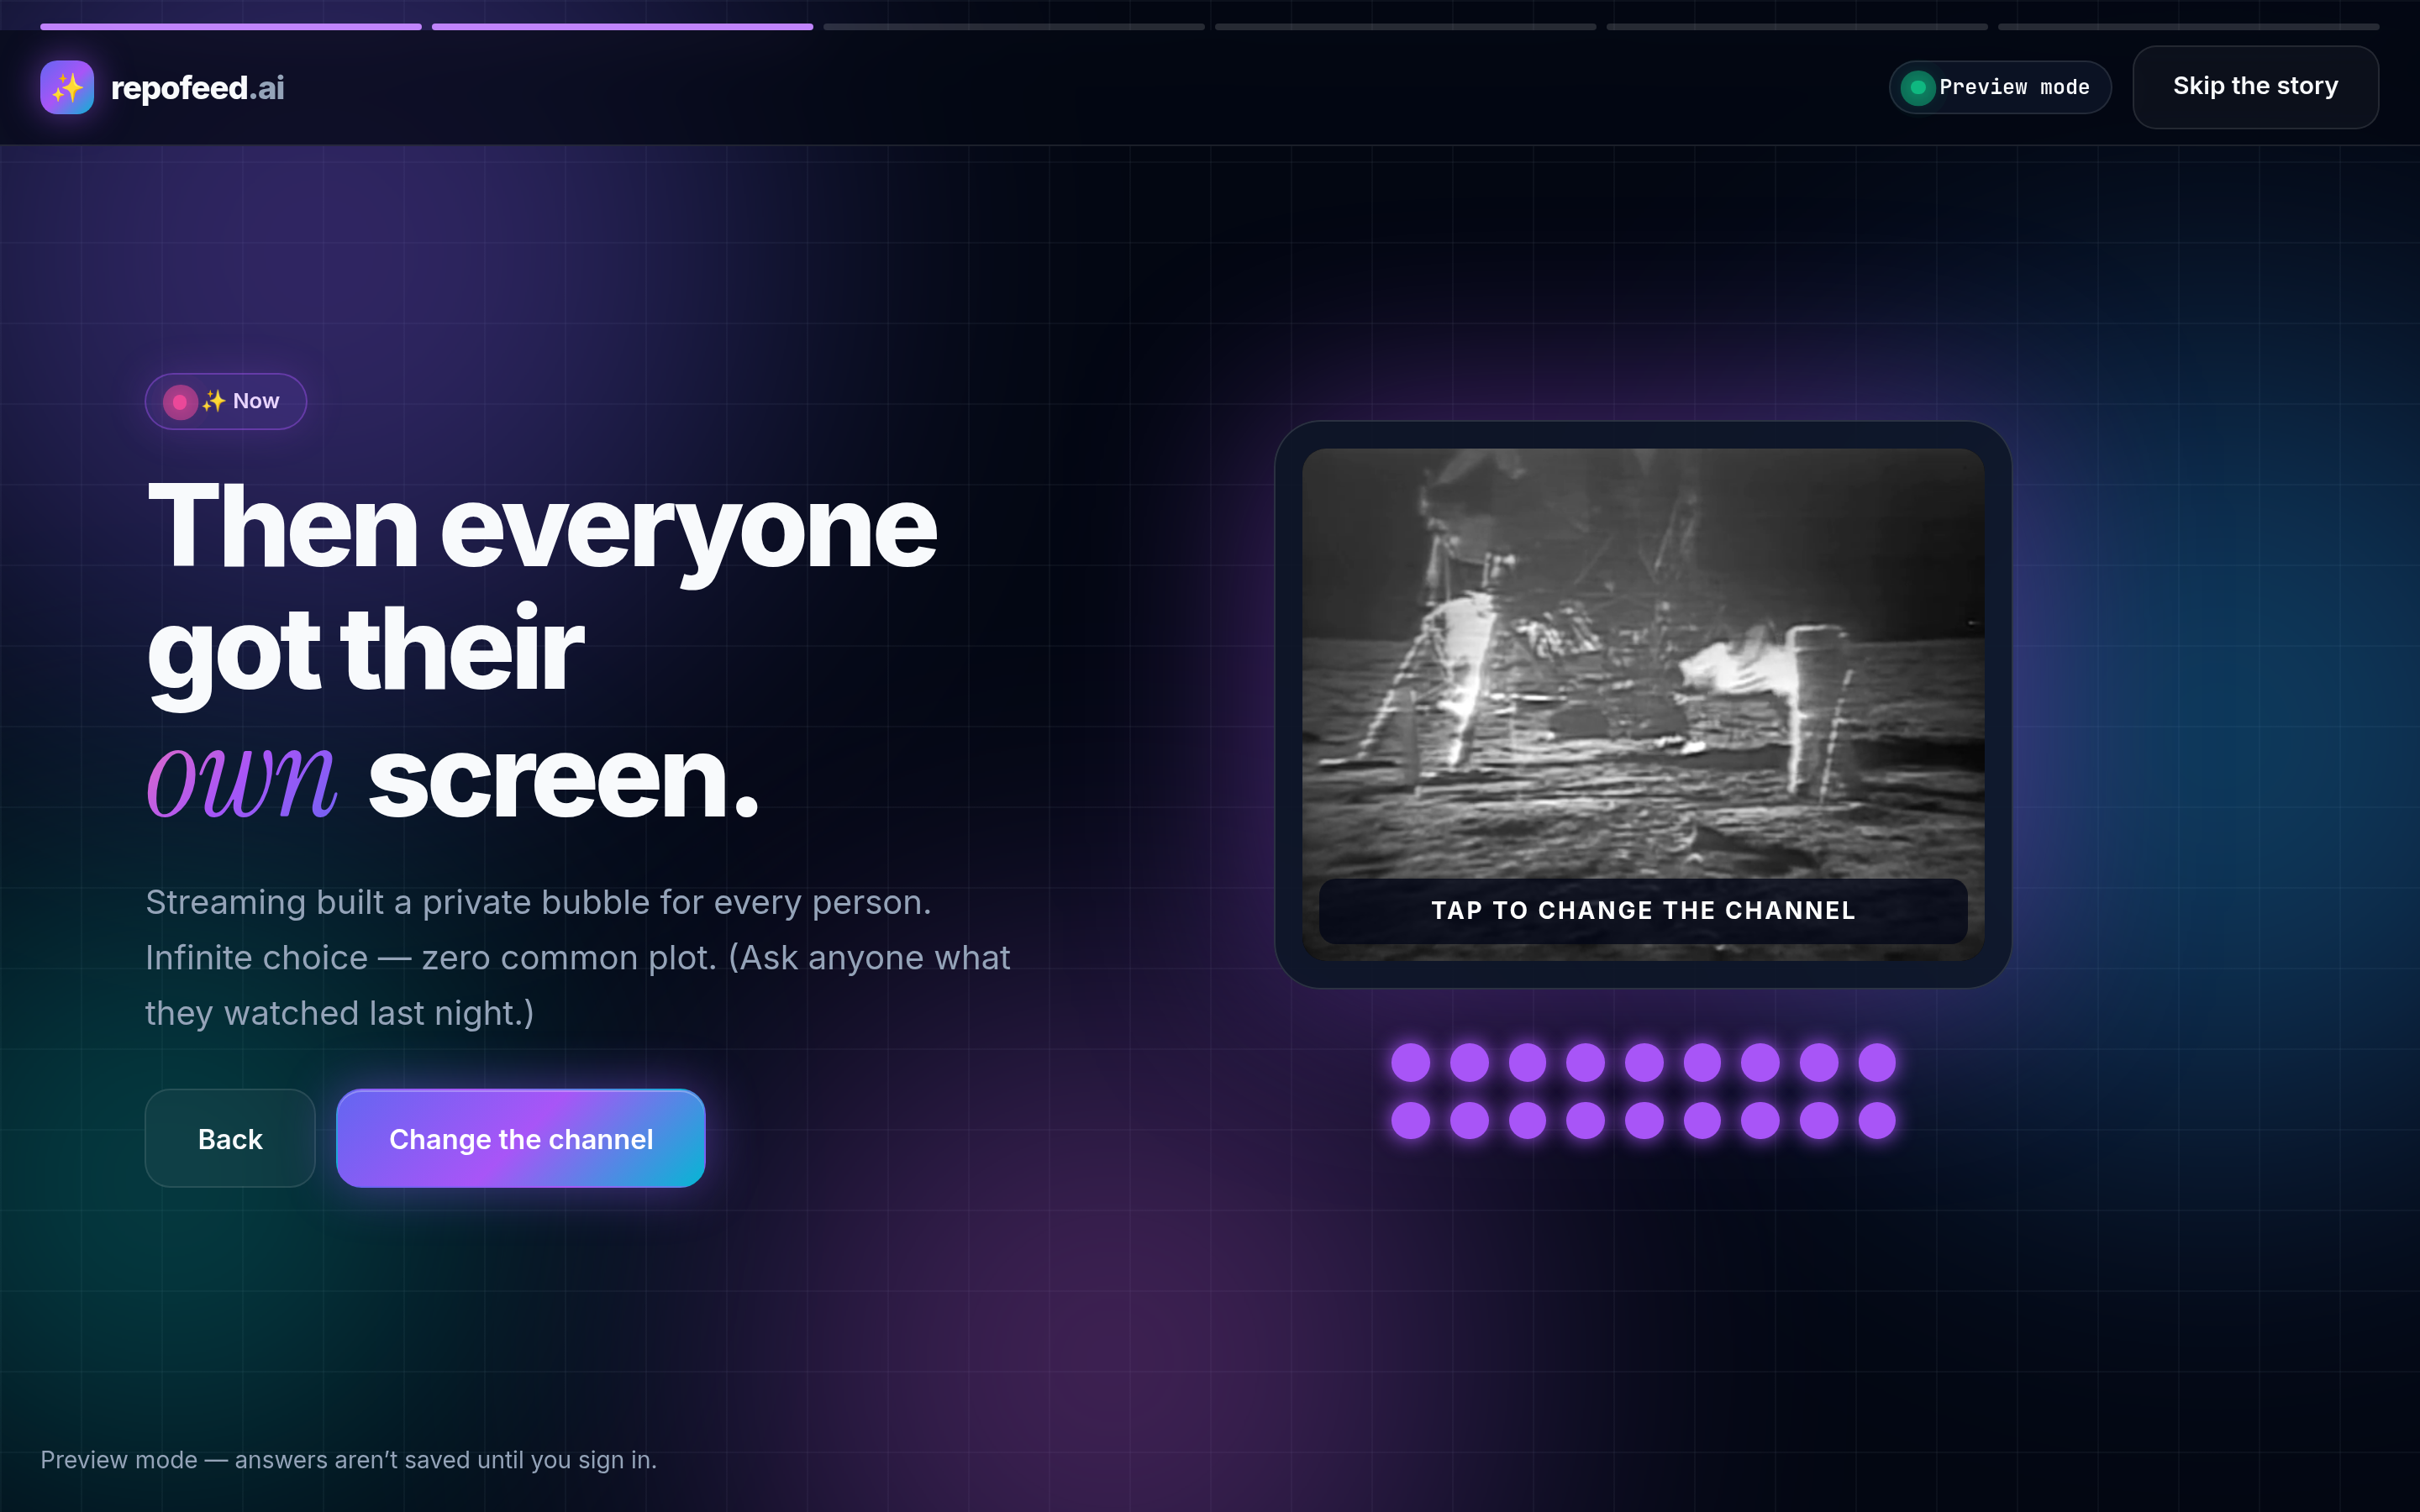 repofeed.ai
Preview mode
Skip the story
✨ Now
Then everyone
got their
own screen.
Streaming built a private bubble for every person.
Infinite choice — zero common plot. (Ask anyone what
they watched last night.)
TAP TO CHANGE THE CHANNEL
Back
Change the channel
Preview mode — answers aren’t saved until you sign in.